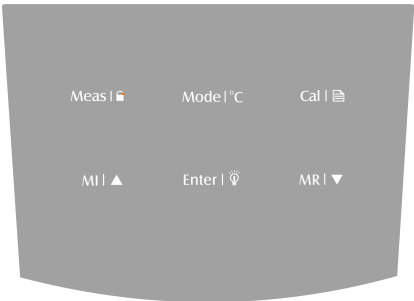 Meas | Mode | °C Cal |
MI | ▲ Enter | MR | ▼